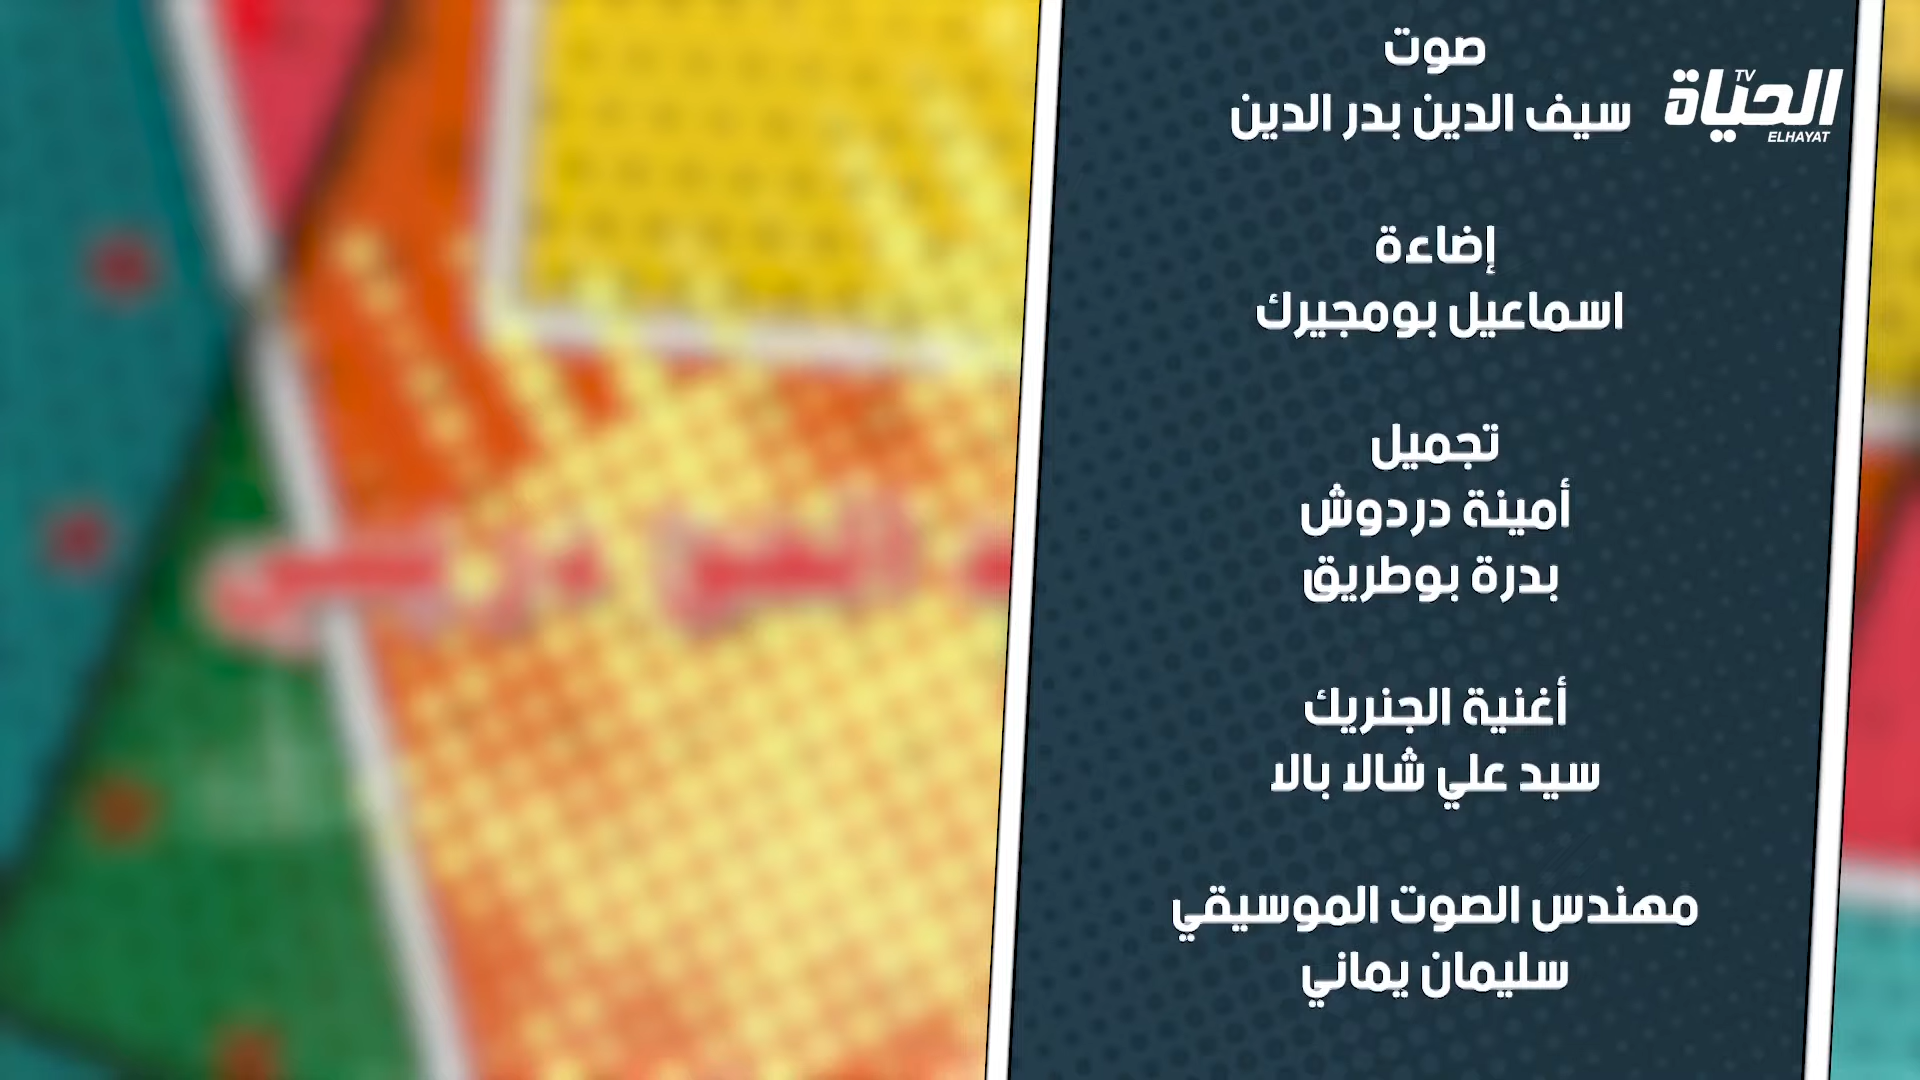 صوت
سيف الدين بدر الدين
الحياة TV
ELHAYAT
إضاءة
اسماعيل بومجيرك
تجميل
أمينة دردوش
بدرة بوطريق
أغنية الجنريك
سيد علي شالا بالا
مهندس الصوت الموسيقي
سليمان يماني